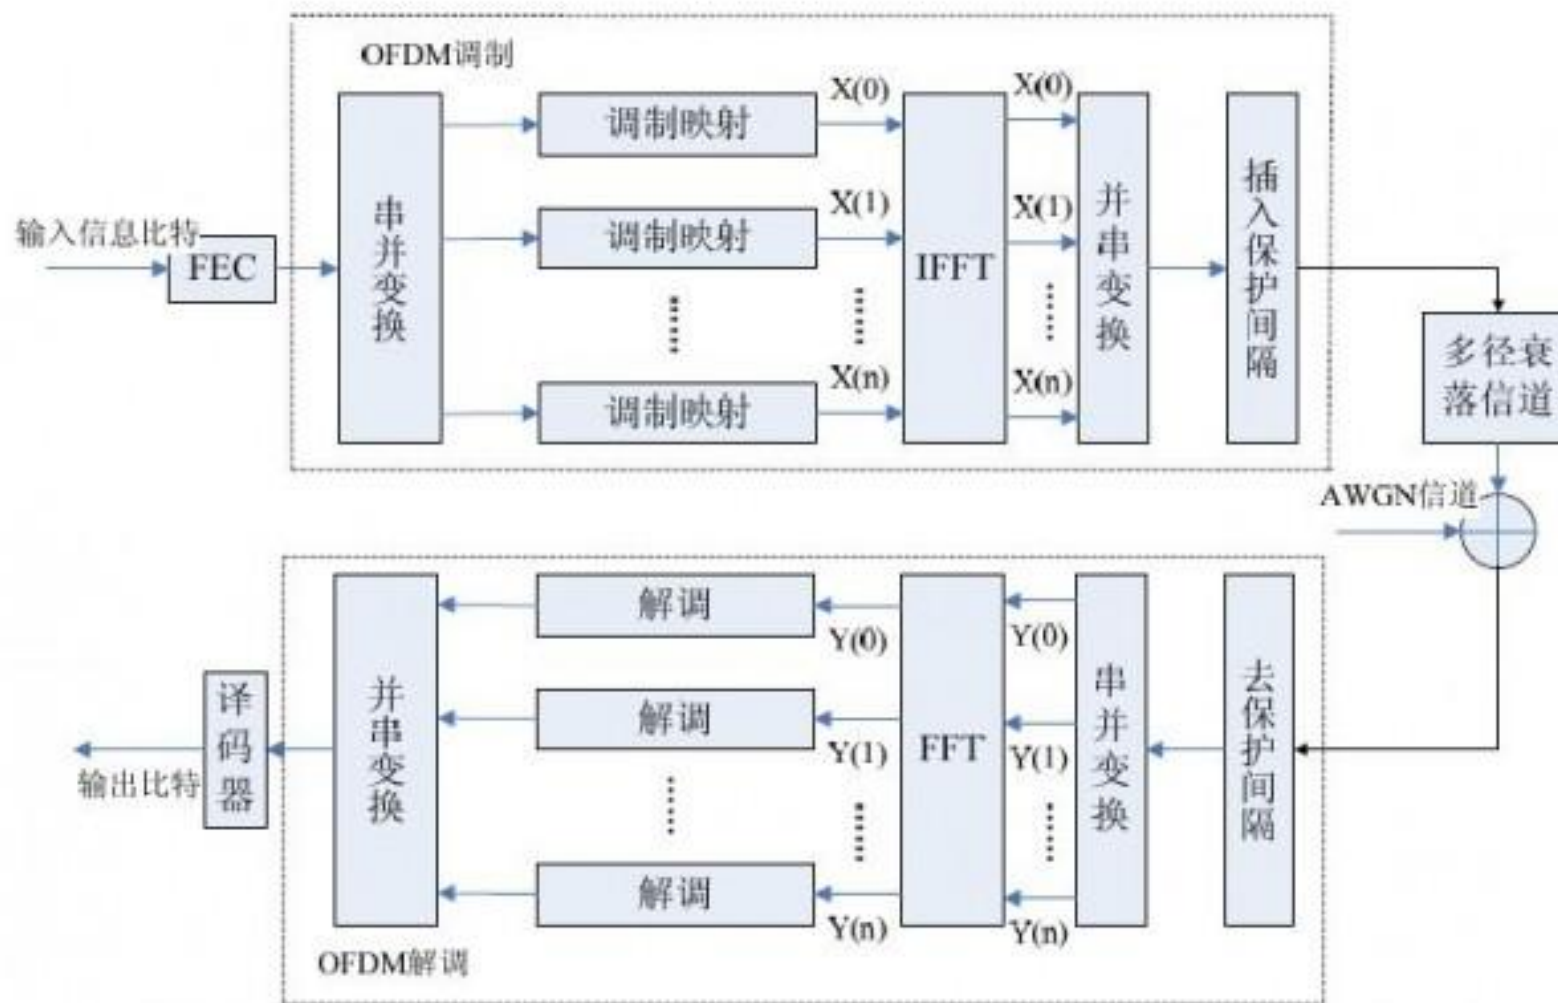 OFDM调制
输入信息比特
FEC
串并变换
调制映射
调制映射
......
调制映射
X(0)
X(1)
......
X(n)
IFFT
X(0)
X(1)
......
X(n)
并串变换
插入保护间隔
多径衰
落信道
AWGN信道
去保护间隔
串并变换
Y(0)
Y(1)
......
Y(n)
FFT
Y(0)
Y(1)
......
Y(n)
解调
解调
......
解调
并串变换
译码器
输出比特
OFDM解调